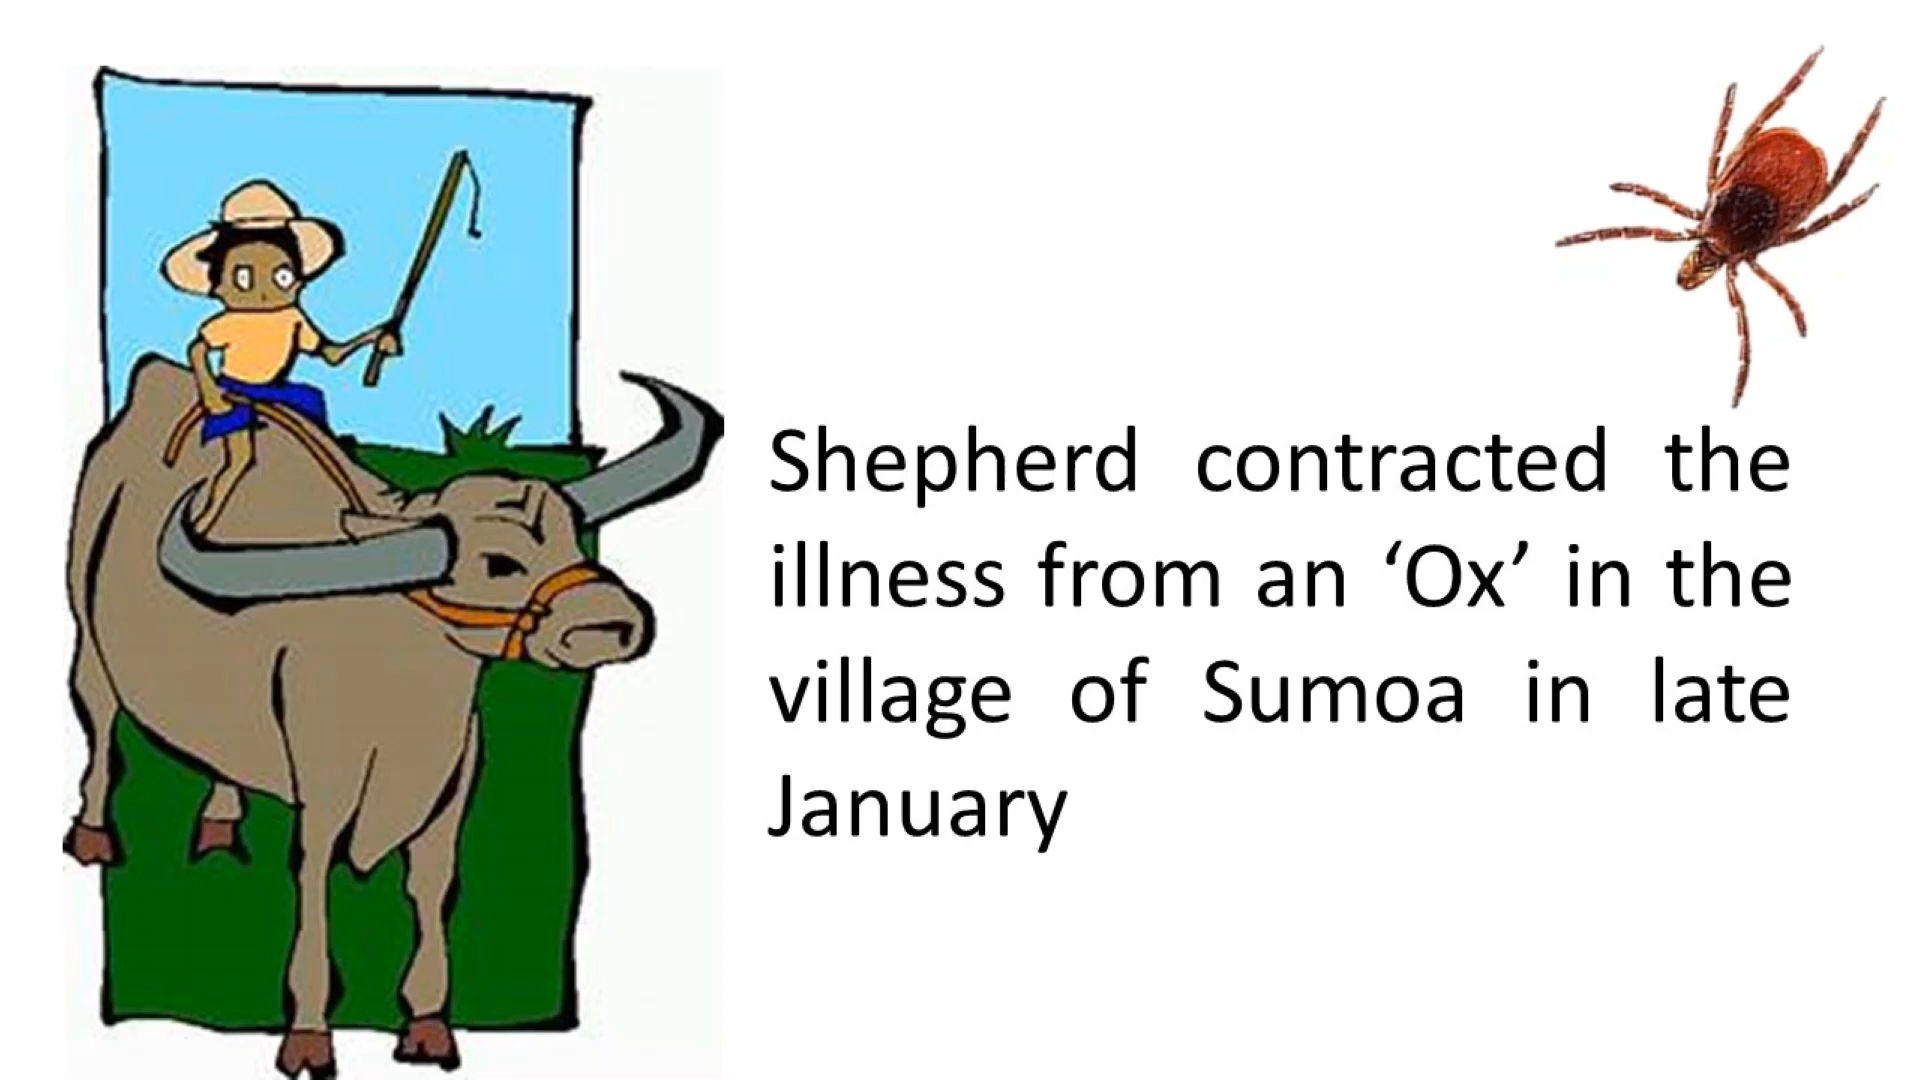 Shepherd contracted the
illness from an ‘Ox’ in the
village of Sumoa in late
January